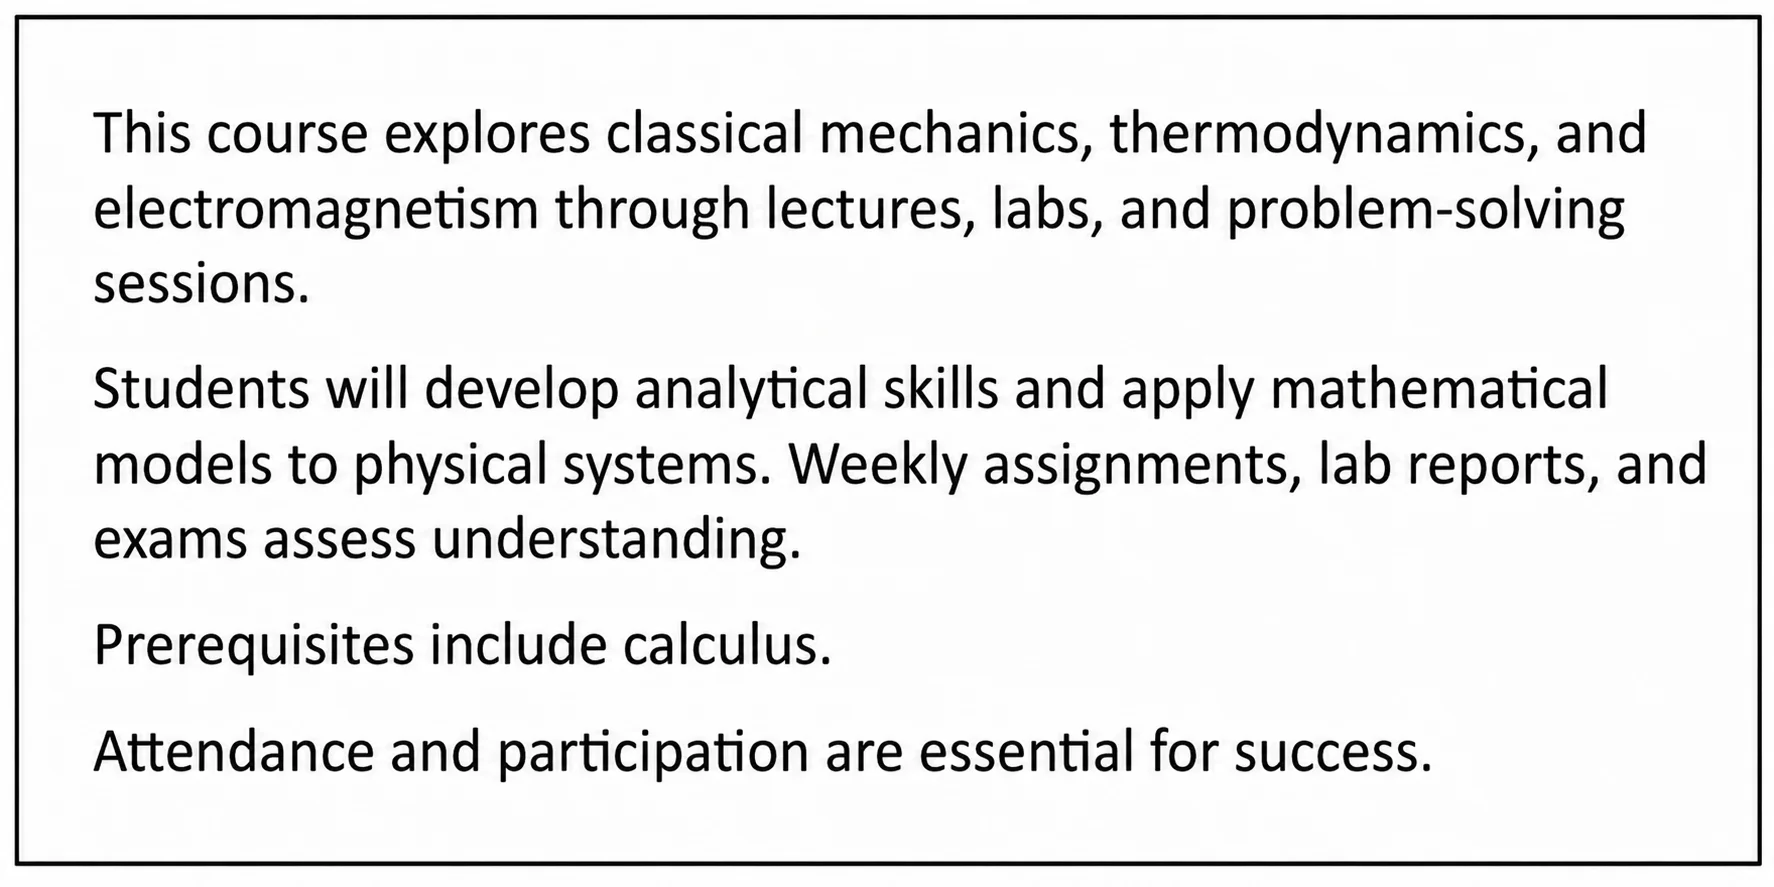 This course explores classical mechanics, thermodynamics, and
electromagnetism through lectures, labs, and problem-solving
sessions.
Students will develop analytical skills and apply mathematical
models to physical systems. Weekly assignments, lab reports, and
exams assess understanding.
Prerequisites include calculus.
Attendance and participation are essential for success.